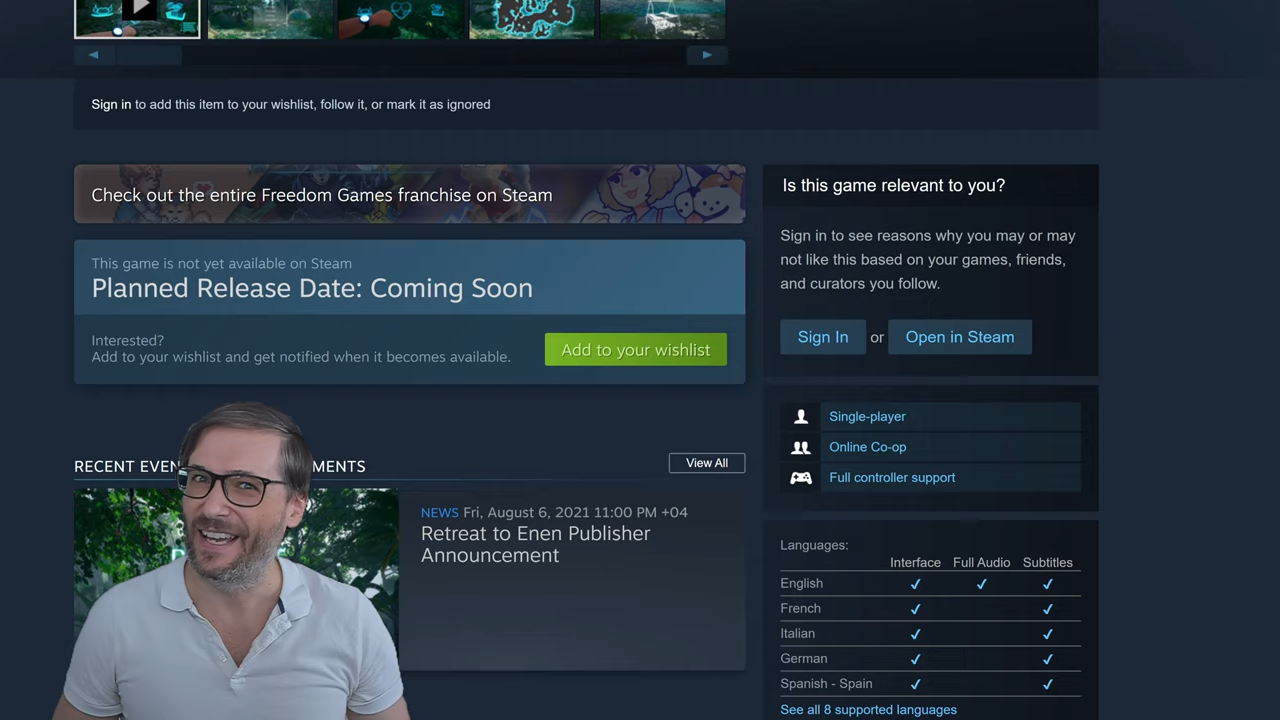 Sign in to add this item to your wishlist, follow it, or mark it as ignored
Check out the entire Freedom Games franchise on Steam
This game is not yet available on Steam
Planned Release Date: Coming Soon
Interested?
Add to your wishlist and get notified when it becomes available.
Add to your wishlist
RECENT EVEN MENTS
View All
NEWS Fri, August 6, 2021 11:00 PM +04
Retreat to Enen Publisher
Announcement
Is this game relevant to you?
Sign in to see reasons why you may or may
not like this based on your games, friends,
and curators you follow.
Sign In or Open in Steam
Single-player
Online Co-op
Full controller support
Languages:
Interface Full Audio Subtitles
English ✓ ✓ ✓
French ✓ ✓
Italian ✓ ✓
German ✓ ✓
Spanish - Spain ✓ ✓
See all 8 supported languages